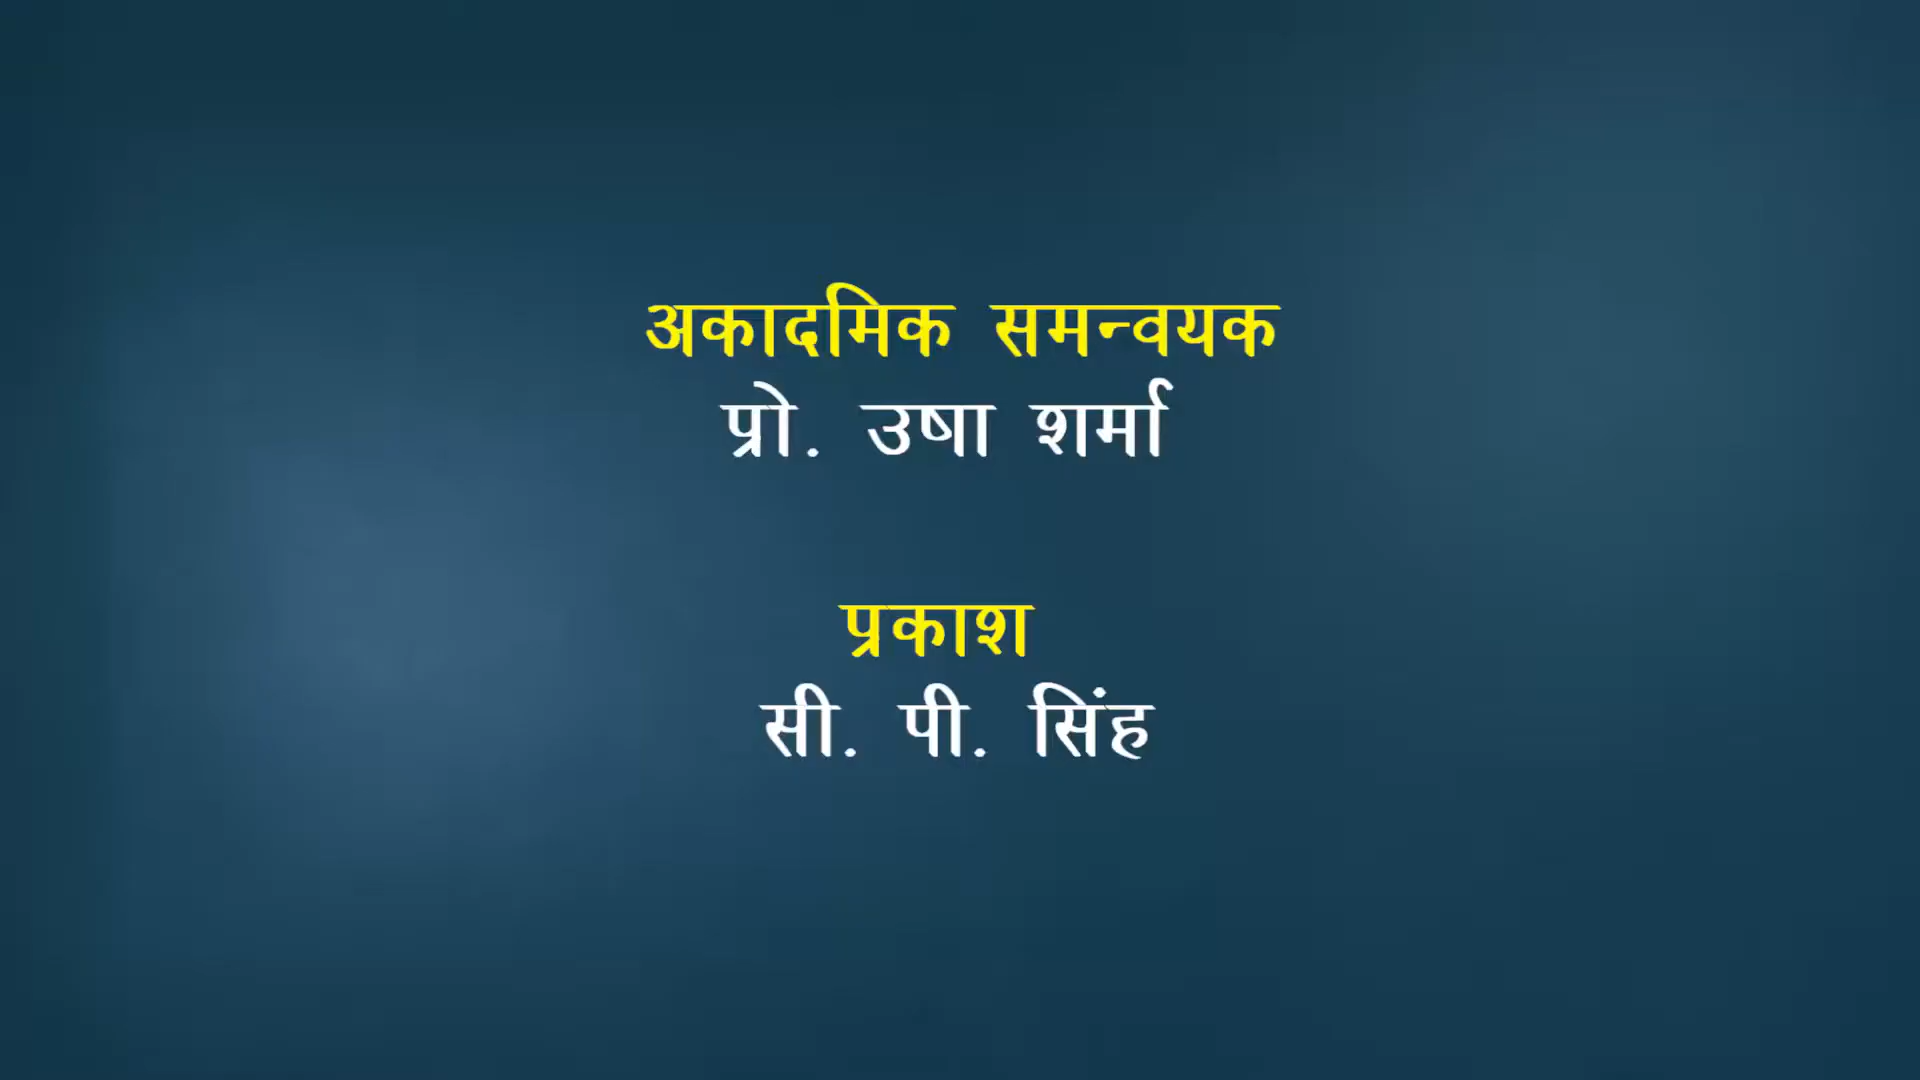 अकादमिक समन्वयक
प्रो. उषा शर्मा
प्रकाश
सी. पी. सिंह